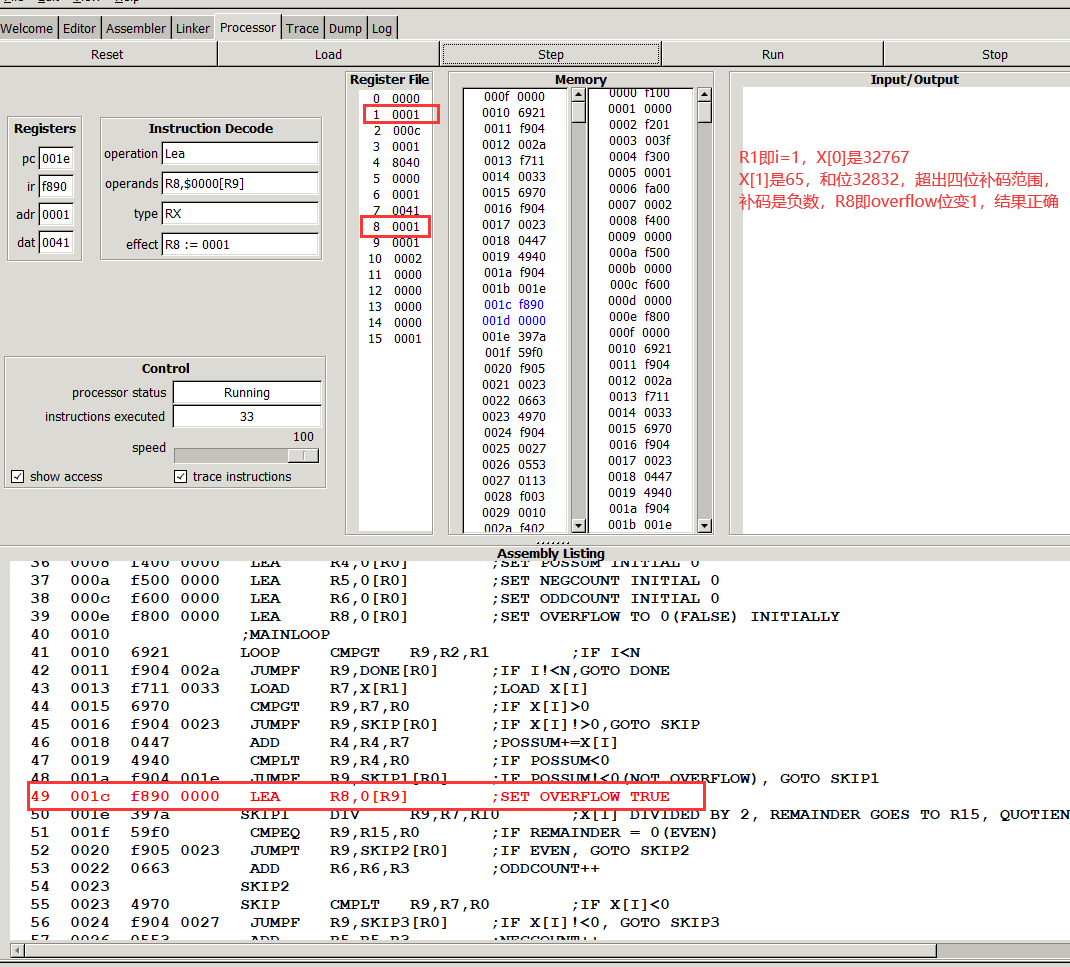 File Edit View Help
Welcome Editor Assembler Linker Processor Trace Dump Log
Reset Load Step Run Stop
Registers
pc 001e
ir f890
adr 0001
dat 0041
Instruction Decode
operation Lea
operands R8,$0000[R9]
type RX
effect R8 := 0001
Control
processor status Running
instructions executed 33
speed 100
show access
trace instructions
Register File
0 0000
1 0001
2 000c
3 0001
4 8040
5 0000
6 0001
7 0041
8 0001
9 0001
10 0002
11 0000
12 0000
13 0000
14 0000
15 0001
Memory
000f 0000
0010 6921
0011 f904
0012 002a
0013 f711
0014 0033
0015 6970
0016 f904
0017 0023
0018 0447
0019 4940
001a f904
001b 001e
001c f890
001d 0000
001e 397a
001f 59f0
0020 f905
0021 0023
0022 0663
0023 4970
0024 f904
0025 0027
0026 0553
0027 0113
0028 f003
0029 0010
002a f402
0000 f100
0001 0000
0002 f201
0003 003f
0004 f300
0005 0001
0006 fa00
0007 0002
0008 f400
0009 0000
000a f500
000b 0000
000c f600
000d 0000
000e f800
000f 0000
0010 6921
0011 f904
0012 002a
0013 f711
0014 0033
0015 6970
0016 f904
0017 0023
0018 0447
0019 4940
001a f904
001b 001e
Input/Output
R1即i=1，X[0]是32767
X[1]是65，和位32832，超出四位补码范围，
补码是负数，R8即overflow位变1，结果正确
Assembly Listing
36 0008 f400 0000 LEA R4,0[R0] ;SET POSSUM INITIAL 0
37 000a f500 0000 LEA R5,0[R0] ;SET NEGCOUNT INITIAL 0
38 000c f600 0000 LEA R6,0[R0] ;SET ODDCOUNT INITIAL 0
39 000e f800 0000 LEA R8,0[R0] ;SET OVERFLOW TO 0(FALSE) INITIALLY
40 0010 ;MAINLOOP
41 0010 6921 LOOP CMPGT R9,R2,R1 ;IF I<N
42 0011 f904 002a JUMPF R9,DONE[R0] ;IF I!<N,GOTO DONE
43 0013 f711 0033 LOAD R7,X[R1] ;LOAD X[I]
44 0015 6970 CMPGT R9,R7,R0 ;IF X[I]>0
45 0016 f904 0023 JUMPF R9,SKIP[R0] ;IF X[I]!>0,GOTO SKIP
46 0018 0447 ADD R4,R4,R7 ;POSSUM+=X[I]
47 0019 4940 CMPLT R9,R4,R0 ;IF POSSUM<0
48 001a f904 001e JUMPF R9,SKIP1[R0] ;IF POSSUM!<0(NOT OVERFLOW), GOTO SKIP1
49 001c f890 0000 LEA R8,0[R9] ;SET OVERFLOW TRUE
50 001e 397a SKIP1 DIV R9,R7,R10 ;X[I] DIVIDED BY 2, REMAINDER GOES TO R15, QUOTIEN
51 001f 59f0 CMPEQ R9,R15,R0 ;IF REMAINDER = 0(EVEN)
52 0020 f905 0023 JUMPT R9,SKIP2[R0] ;IF EVEN, GOTO SKIP2
53 0022 0663 ADD R6,R6,R3 ;ODDCOUNT++
54 0023 SKIP2
55 0023 4970 SKIP CMPLT R9,R7,R0 ;IF X[I]<0
56 0024 f904 0027 JUMPF R9,SKIP3[R0] ;IF X[I]!<0, GOTO SKIP3
57 0026 0553 ADD R5,R5,R3 ;NEGCOUNT++